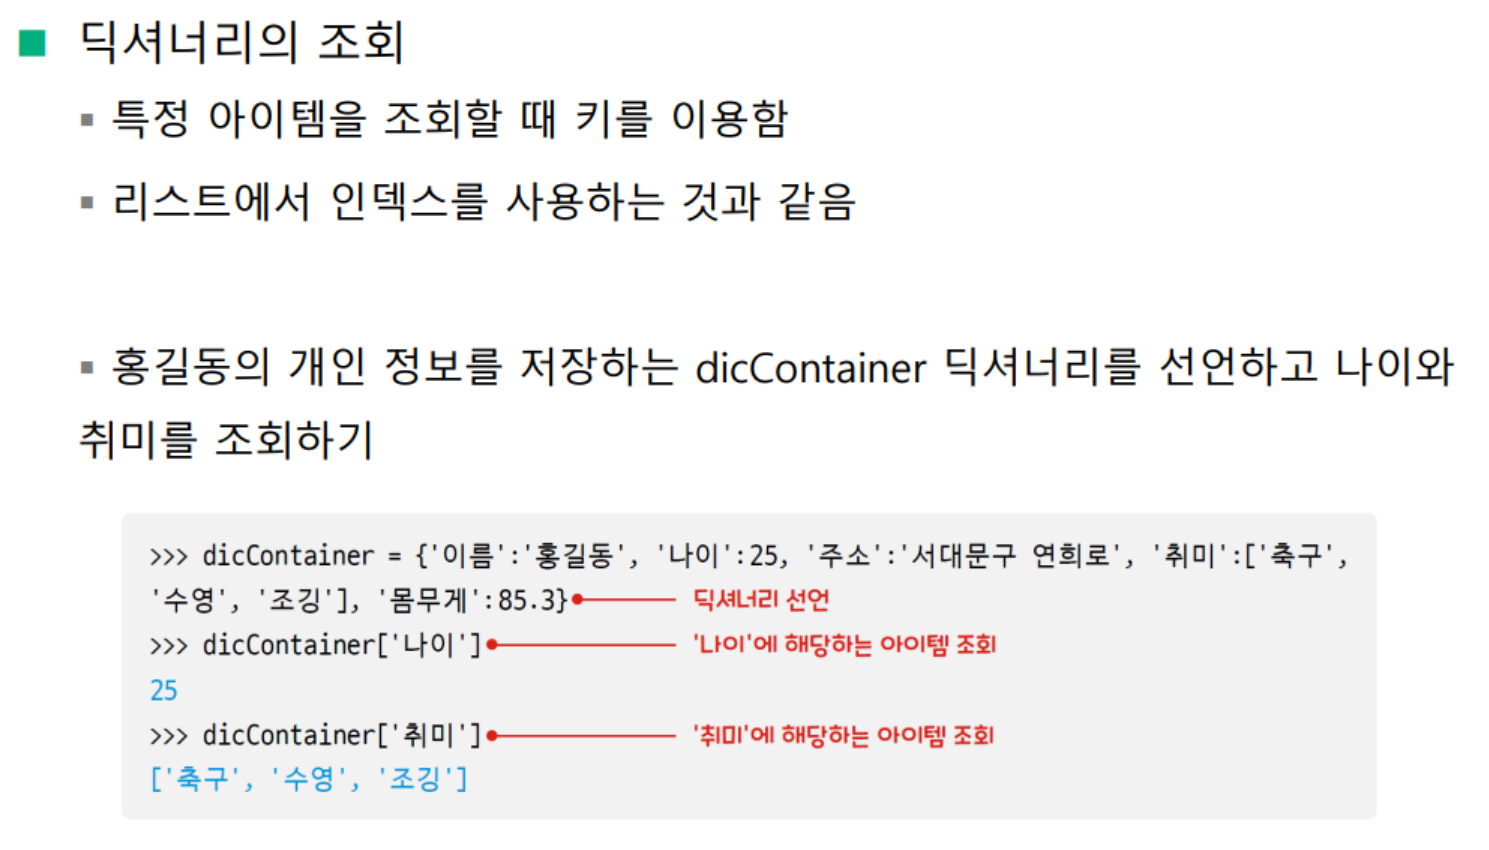 딕셔너리의 조회
특정 아이템을 조회할 때 키를 이용함
리스트에서 인덱스를 사용하는 것과 같음
홍길동의 개인 정보를 저장하는 dicContainer 딕셔너리를 선언하고 나이와
취미를 조회하기
>>> dicContainer = {'이름':'홍길동', '나이':25, '주소':'서대문구 연희로', '취미':['축구',
'수영', '조깅'], '몸무게':85.3} 딕셔너리 선언
>>> dicContainer['나이'] '나이'에 해당하는 아이템 조회
25
>>> dicContainer['취미'] '취미'에 해당하는 아이템 조회
['축구', '수영', '조깅']